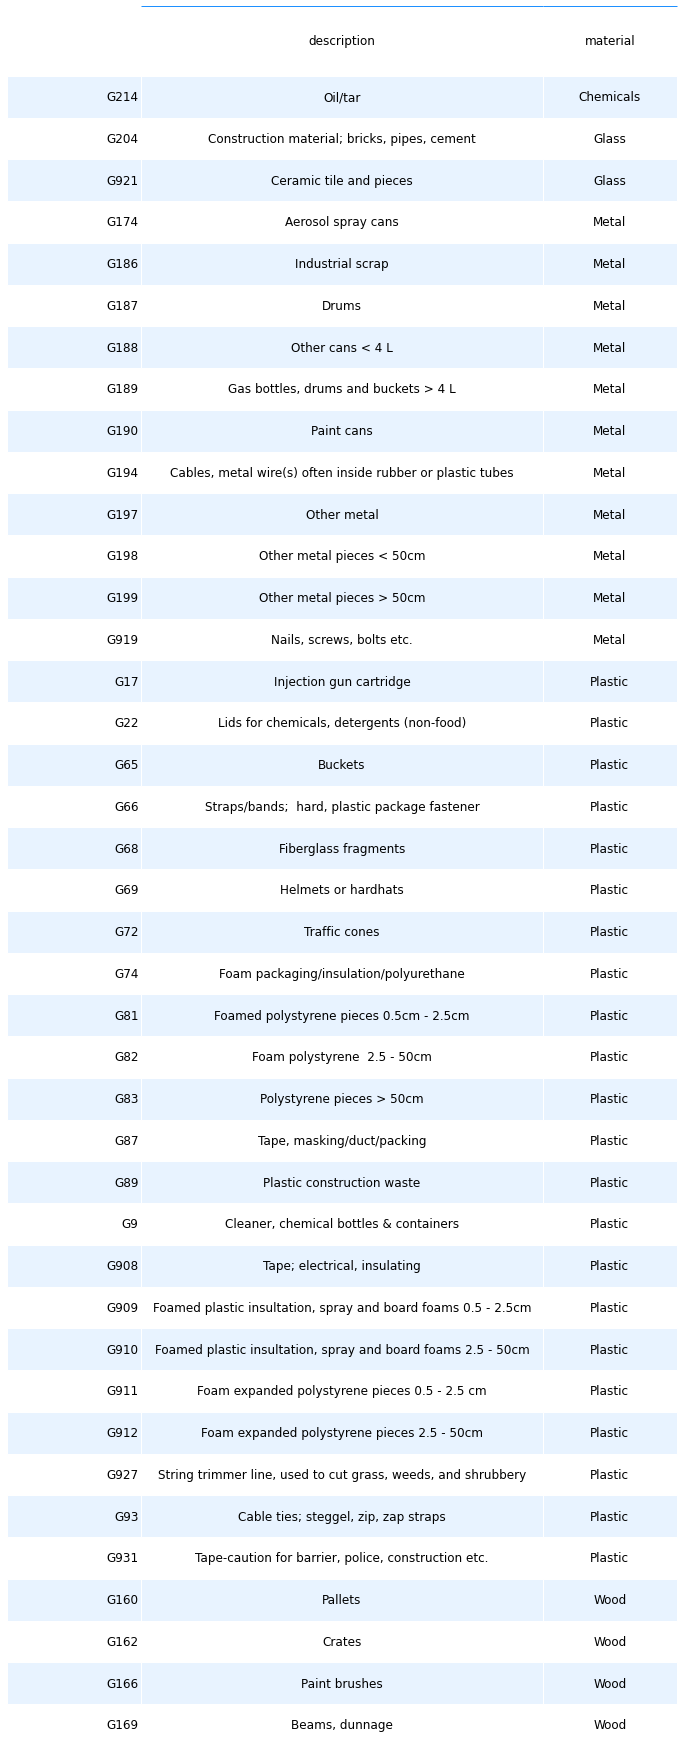 description material
G214 Oil/tar Chemicals
G204 Construction material; bricks, pipes, cement Glass
G921 Ceramic tile and pieces Glass
G174 Aerosol spray cans Metal
G186 Industrial scrap Metal
G187 Drums Metal
G188 Other cans < 4 L Metal
G189 Gas bottles, drums and buckets > 4 L Metal
G190 Paint cans Metal
G194 Cables, metal wire(s) often inside rubber or plastic tubes Metal
G197 Other metal Metal
G198 Other metal pieces < 50cm Metal
G199 Other metal pieces > 50cm Metal
G919 Nails, screws, bolts etc. Metal
G17 Injection gun cartridge Plastic
G22 Lids for chemicals, detergents (non-food) Plastic
G65 Buckets Plastic
G66 Straps/bands;  hard, plastic package fastener Plastic
G68 Fiberglass fragments Plastic
G69 Helmets or hardhats Plastic
G72 Traffic cones Plastic
G74 Foam packaging/insulation/polyurethane Plastic
G81 Foamed polystyrene pieces 0.5cm - 2.5cm Plastic
G82 Foam polystyrene  2.5 - 50cm Plastic
G83 Polystyrene pieces > 50cm Plastic
G87 Tape, masking/duct/packing Plastic
G89 Plastic construction waste Plastic
G9 Cleaner, chemical bottles & containers Plastic
G908 Tape; electrical, insulating Plastic
G909 Foamed plastic insultation, spray and board foams 0.5 - 2.5cm Plastic
G910 Foamed plastic insultation, spray and board foams 2.5 - 50cm Plastic
G911 Foam expanded polystyrene pieces 0.5 - 2.5 cm Plastic
G912 Foam expanded polystyrene pieces 2.5 - 50cm Plastic
G927 String trimmer line, used to cut grass, weeds, and shrubbery Plastic
G93 Cable ties; steggel, zip, zap straps Plastic
G931 Tape-caution for barrier, police, construction etc. Plastic
G160 Pallets Wood
G162 Crates Wood
G166 Paint brushes Wood
G169 Beams, dunnage Wood